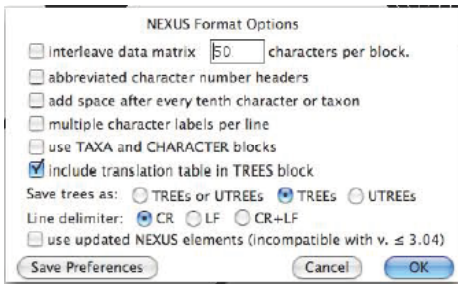 NEXUS Format Options
interleave data matrix 50 characters per block.
abbreviated character number headers
add space after every tenth character or taxon
multiple character labels per line
use TAXA and CHARACTER blocks
include translation table in TREES block
Save trees as: TREEs or UTREEs TREEs UTREEs
Line delimiter: CR LF CR+LF
use updated NEXUS elements (incompatible with v. ≤ 3.04)
Save Preferences Cancel OK